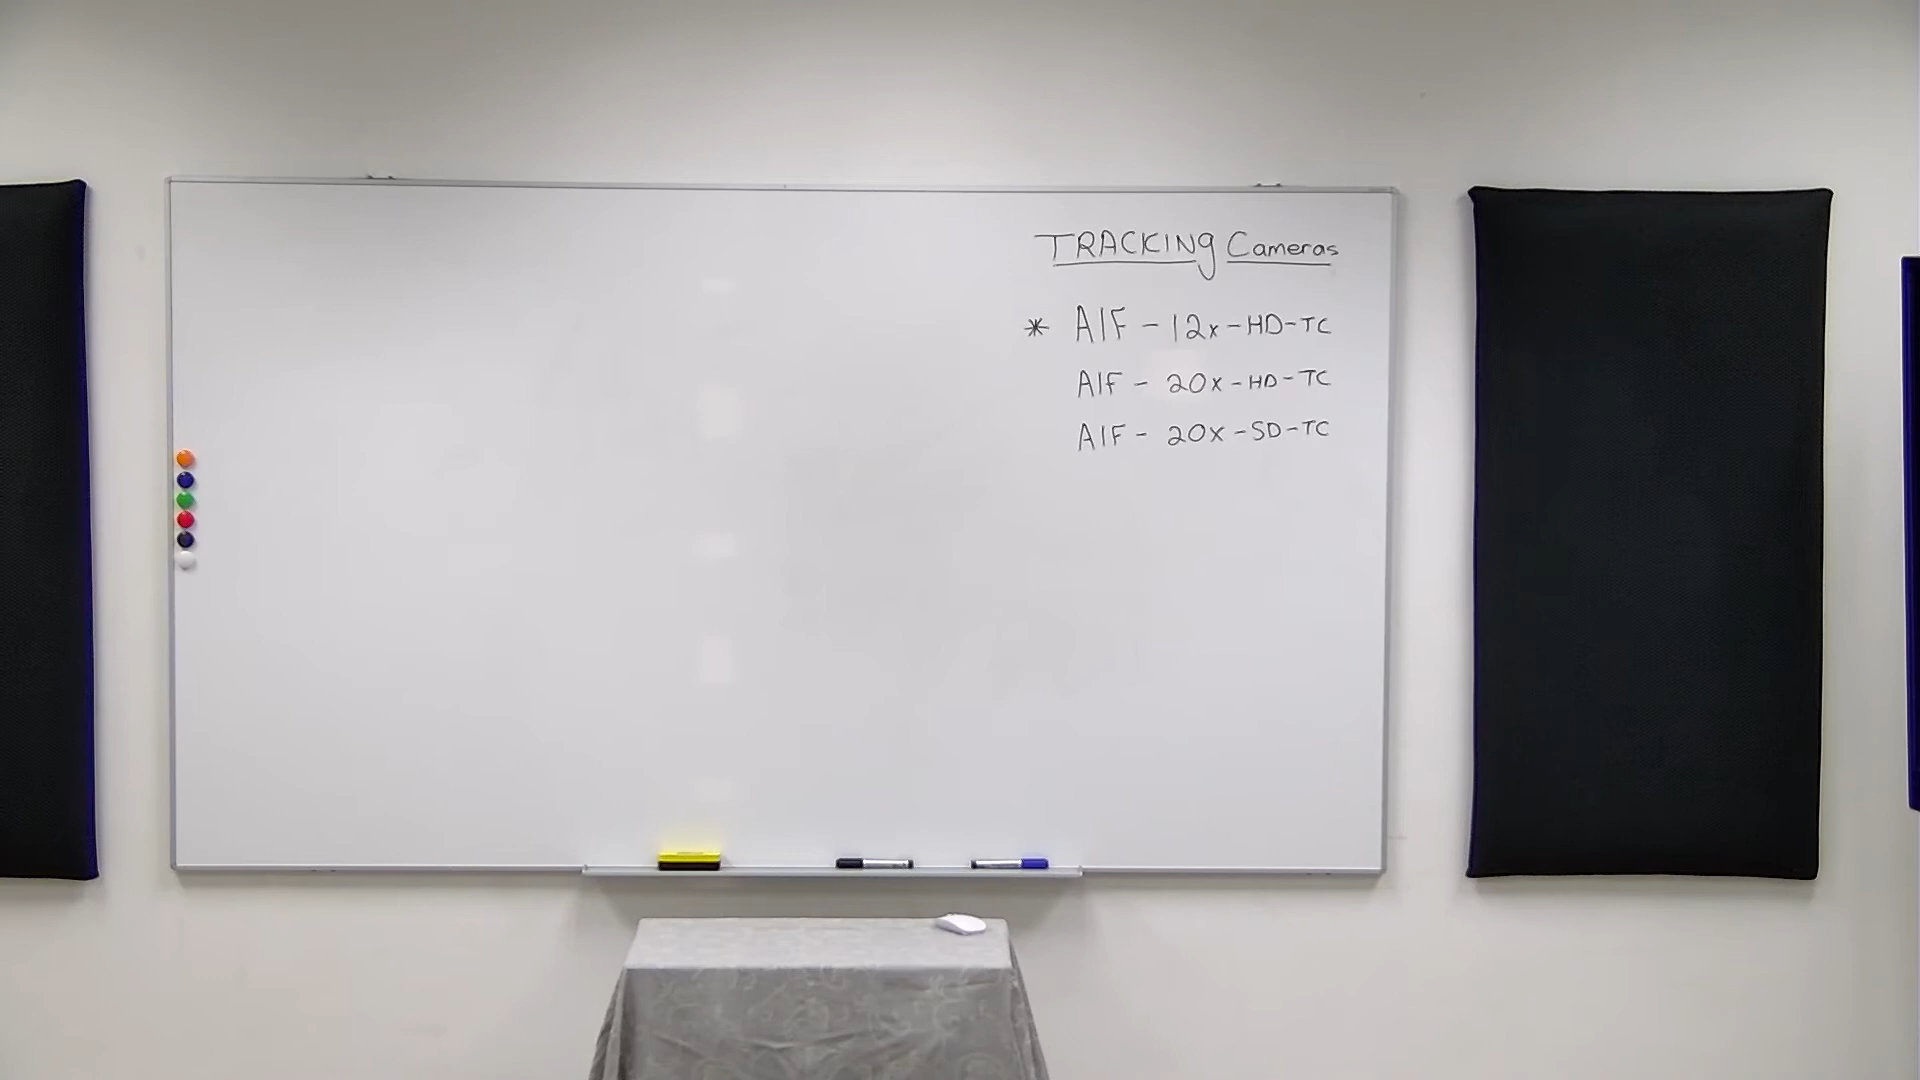 TRACKING Cameras
* AIF - 12x-HD-TC
AIF - 20x-HD-TC
AIF - 20x-SD-TC